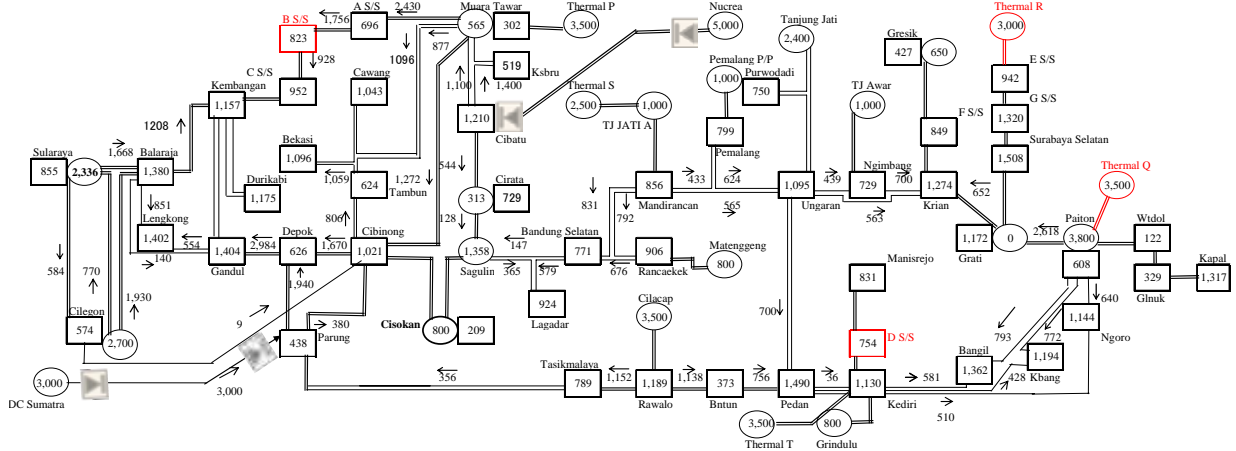 B S/S
1,756
A S/S
2,430
Muara Tawar
Thermal P
Nucrea
Tanjung Jati
Gresik
Thermal R
823
696
565
302
3,500
5,000
2,400
427
650
3,000
928
1096
877
E S/S
942
C S/S
952
Cawang
1,043
519
Ksbru
1,100
1,400
Pemalang P/P
1,000
Purwodadi
750
Kembangan
1,157
Thermal S
2,500
1,000
TJ JATI A
TJ Awar
1,000
F S/S
849
G S/S
1,320
1208
1,210
Cibatu
799
Pemalang
Surabaya Selatan
1,508
Sularaya
855
2,336
1,668
Balaraja
1,380
Bekasi
1,096
1,059
624
Tambun
1,272
544
Cirata
313
729
856
Mandirancan
433
624
1,095
Ungaran
439
Ngimbang
729
700
1,274
Krian
652
Thermal Q
3,500
Durikabi
1,175
851
Lengkong
1,402
806
128
831
792
565
563
1,172
Grati
0
2,618
Paiton
3,800
Wtdol
122
554
140
1,404
Gandul
2,984
Depok
626
1,670
Cibinong
1,021
1,358
Sagulin
147
365
579
Bandung Selatan
771
676
906
Rancaekek
Matenggeng
800
Manisrejo
831
608
329
Glnuk
Kapal
1,317
584
770
1,930
1,940
924
Lagadar
Cilacap
3,500
700
640
1,144
Ngoro
Cilegon
574
2,700
9
380
438
Parung
Cisokan
800
209
754
D S/S
793
772
Bangil
1,362
1,194
Kbang
3,000
DC Sumatra
3,000
356
Tasikmalaya
789
1,152
1,189
Rawalo
1,138
373
Bntun
756
1,490
Pedan
36
1,130
Kediri
581
428
510
3,500
Thermal T
800
Grindulu